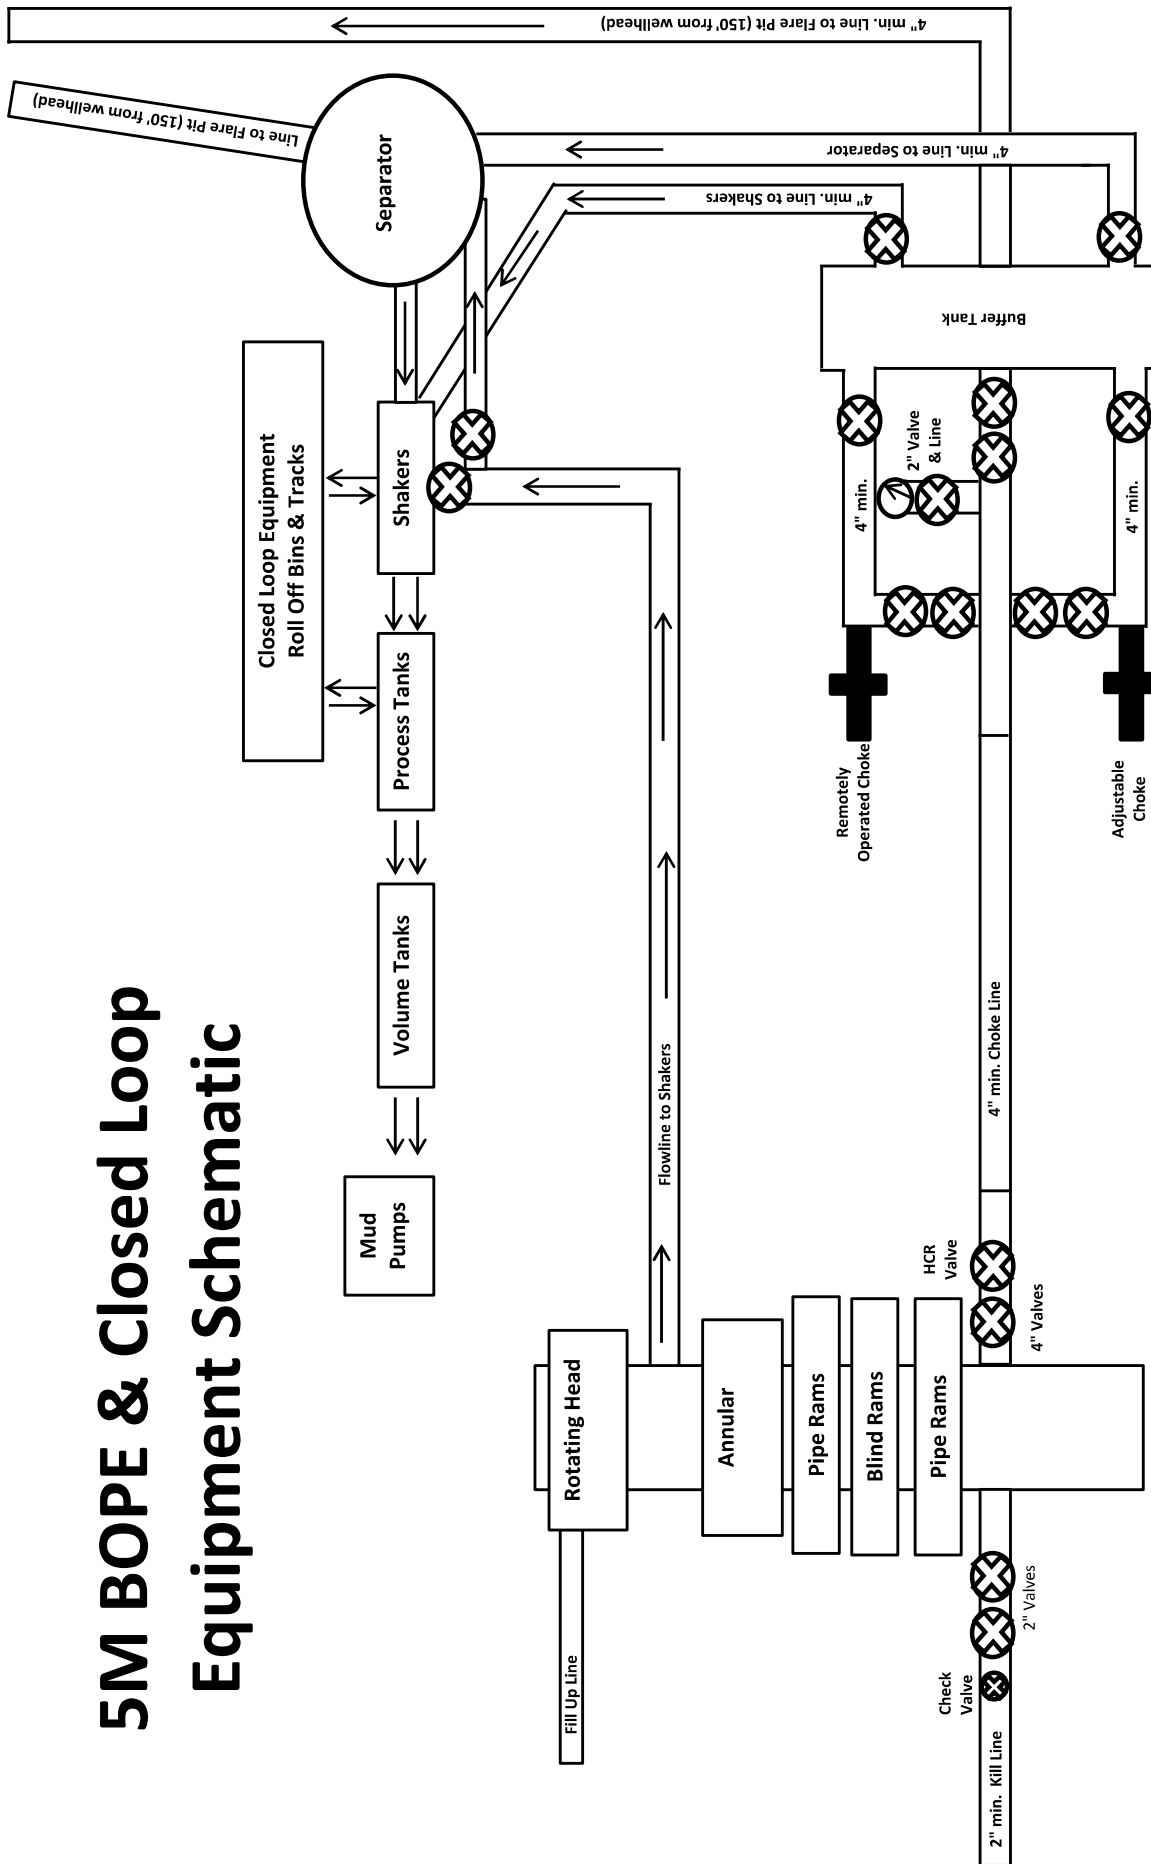 5M BOPE & Closed Loop
Equipment Schematic
Closed Loop Equipment
Roll Off Bins & Tracks
Mud
Pumps
Volume Tanks
Process Tanks
Shakers
Separator
Line to Flare Pit (150' from wellhead)
4" min. Line to Flare Pit (150' from wellhead)
4" min. Line to Separator
4" min. Line to Shakers
Fill Up Line
Rotating Head
Flowline to Shakers
Annular
Pipe Rams
Blind Rams
Pipe Rams
Remotely
Operated Choke
4" min.
2" Valve
& Line
Buffer Tank
Check
Valve
2" min. Kill Line
2" Valves
HCR
Valve
4" Valves
4" min. Choke Line
Adjustable
Choke
4" min.